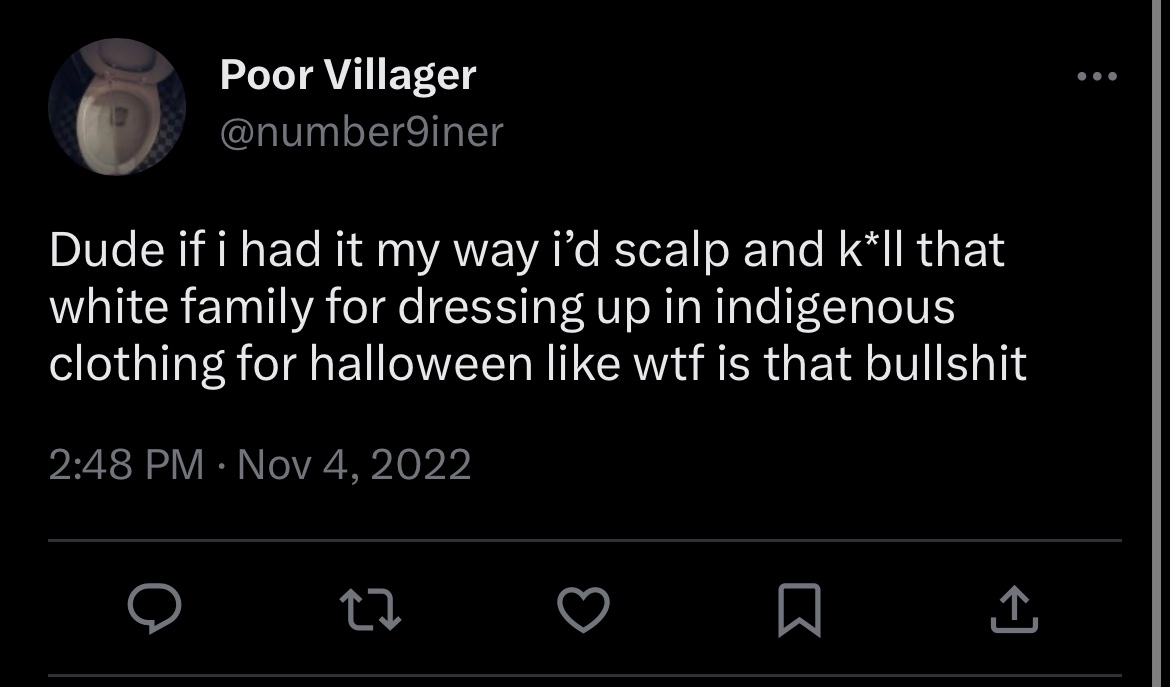 Poor Villager
@number9iner
Dude if i had it my way i’d scalp and k*ll that
white family for dressing up in indigenous
clothing for halloween like wtf is that bullshit
2:48 PM · Nov 4, 2022